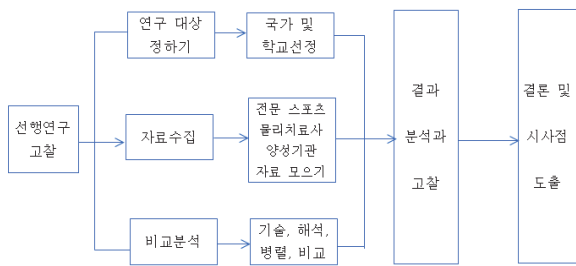 선행연구
고찰
연구 대상
정하기
국가 및
학교선정
자료수집
전문 스포츠
물리치료사
양성기관
자료 모으기
비교분석
기술, 해석,
병렬, 비교
결과
분석과
고찰
결론 및
시사점
도출